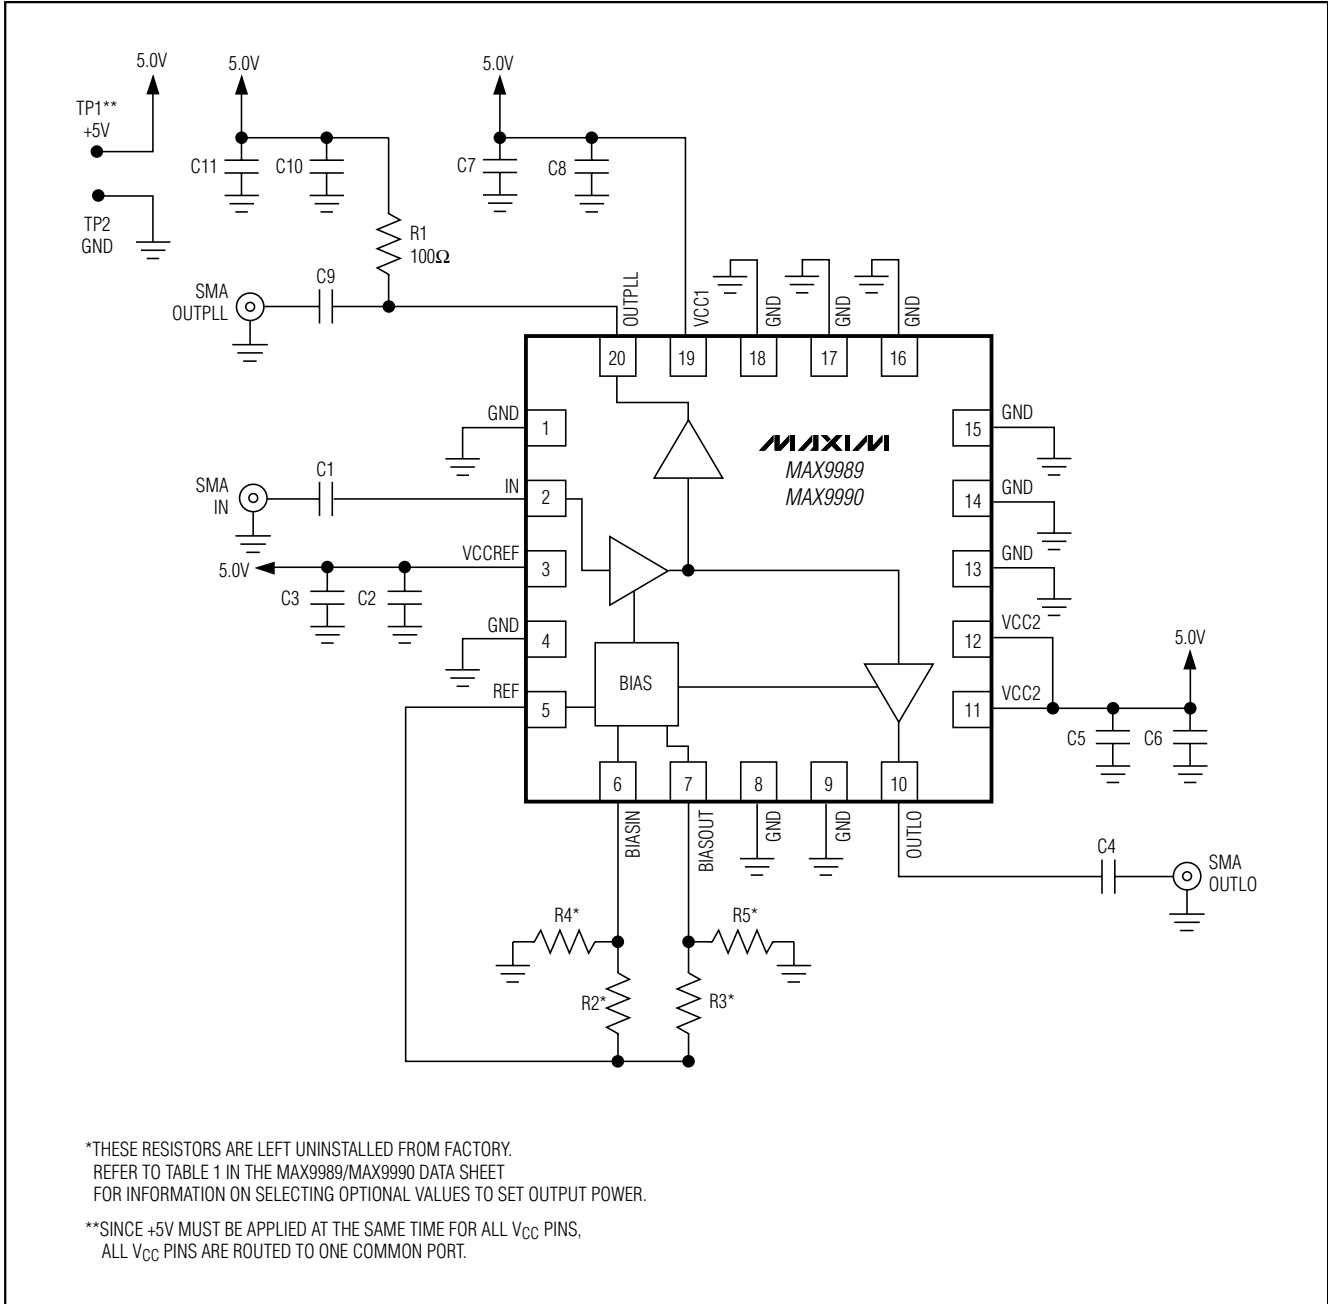 5.0V
5.0V
5.0V
TP1**
+5V
C11
C10
C7
C8
TP2
GND
R1
100Ω
C9
SMA
OUTPLL
OUTPLL
VCC1
GND
GND
GND
20
19
18
17
16
GND
1
15
GND
MAXIM
MAX9989
MAX9990
SMA
IN
C1
IN
2
14
GND
5.0V
VCCREF
3
13
GND
C3
C2
GND
4
12
VCC2
5.0V
REF
5
BIAS
11
VCC2
C5
C6
6
7
8
9
10
BIASIN
BIASOUT
GND
GND
OUTLO
C4
SMA
OUTLO
R4*
R5*
R2*
R3*
*THESE RESISTORS ARE LEFT UNINSTALLED FROM FACTORY.
REFER TO TABLE 1 IN THE MAX9989/MAX9990 DATA SHEET
FOR INFORMATION ON SELECTING OPTIONAL VALUES TO SET OUTPUT POWER.
**SINCE +5V MUST BE APPLIED AT THE SAME TIME FOR ALL VCC PINS,
ALL VCC PINS ARE ROUTED TO ONE COMMON PORT.